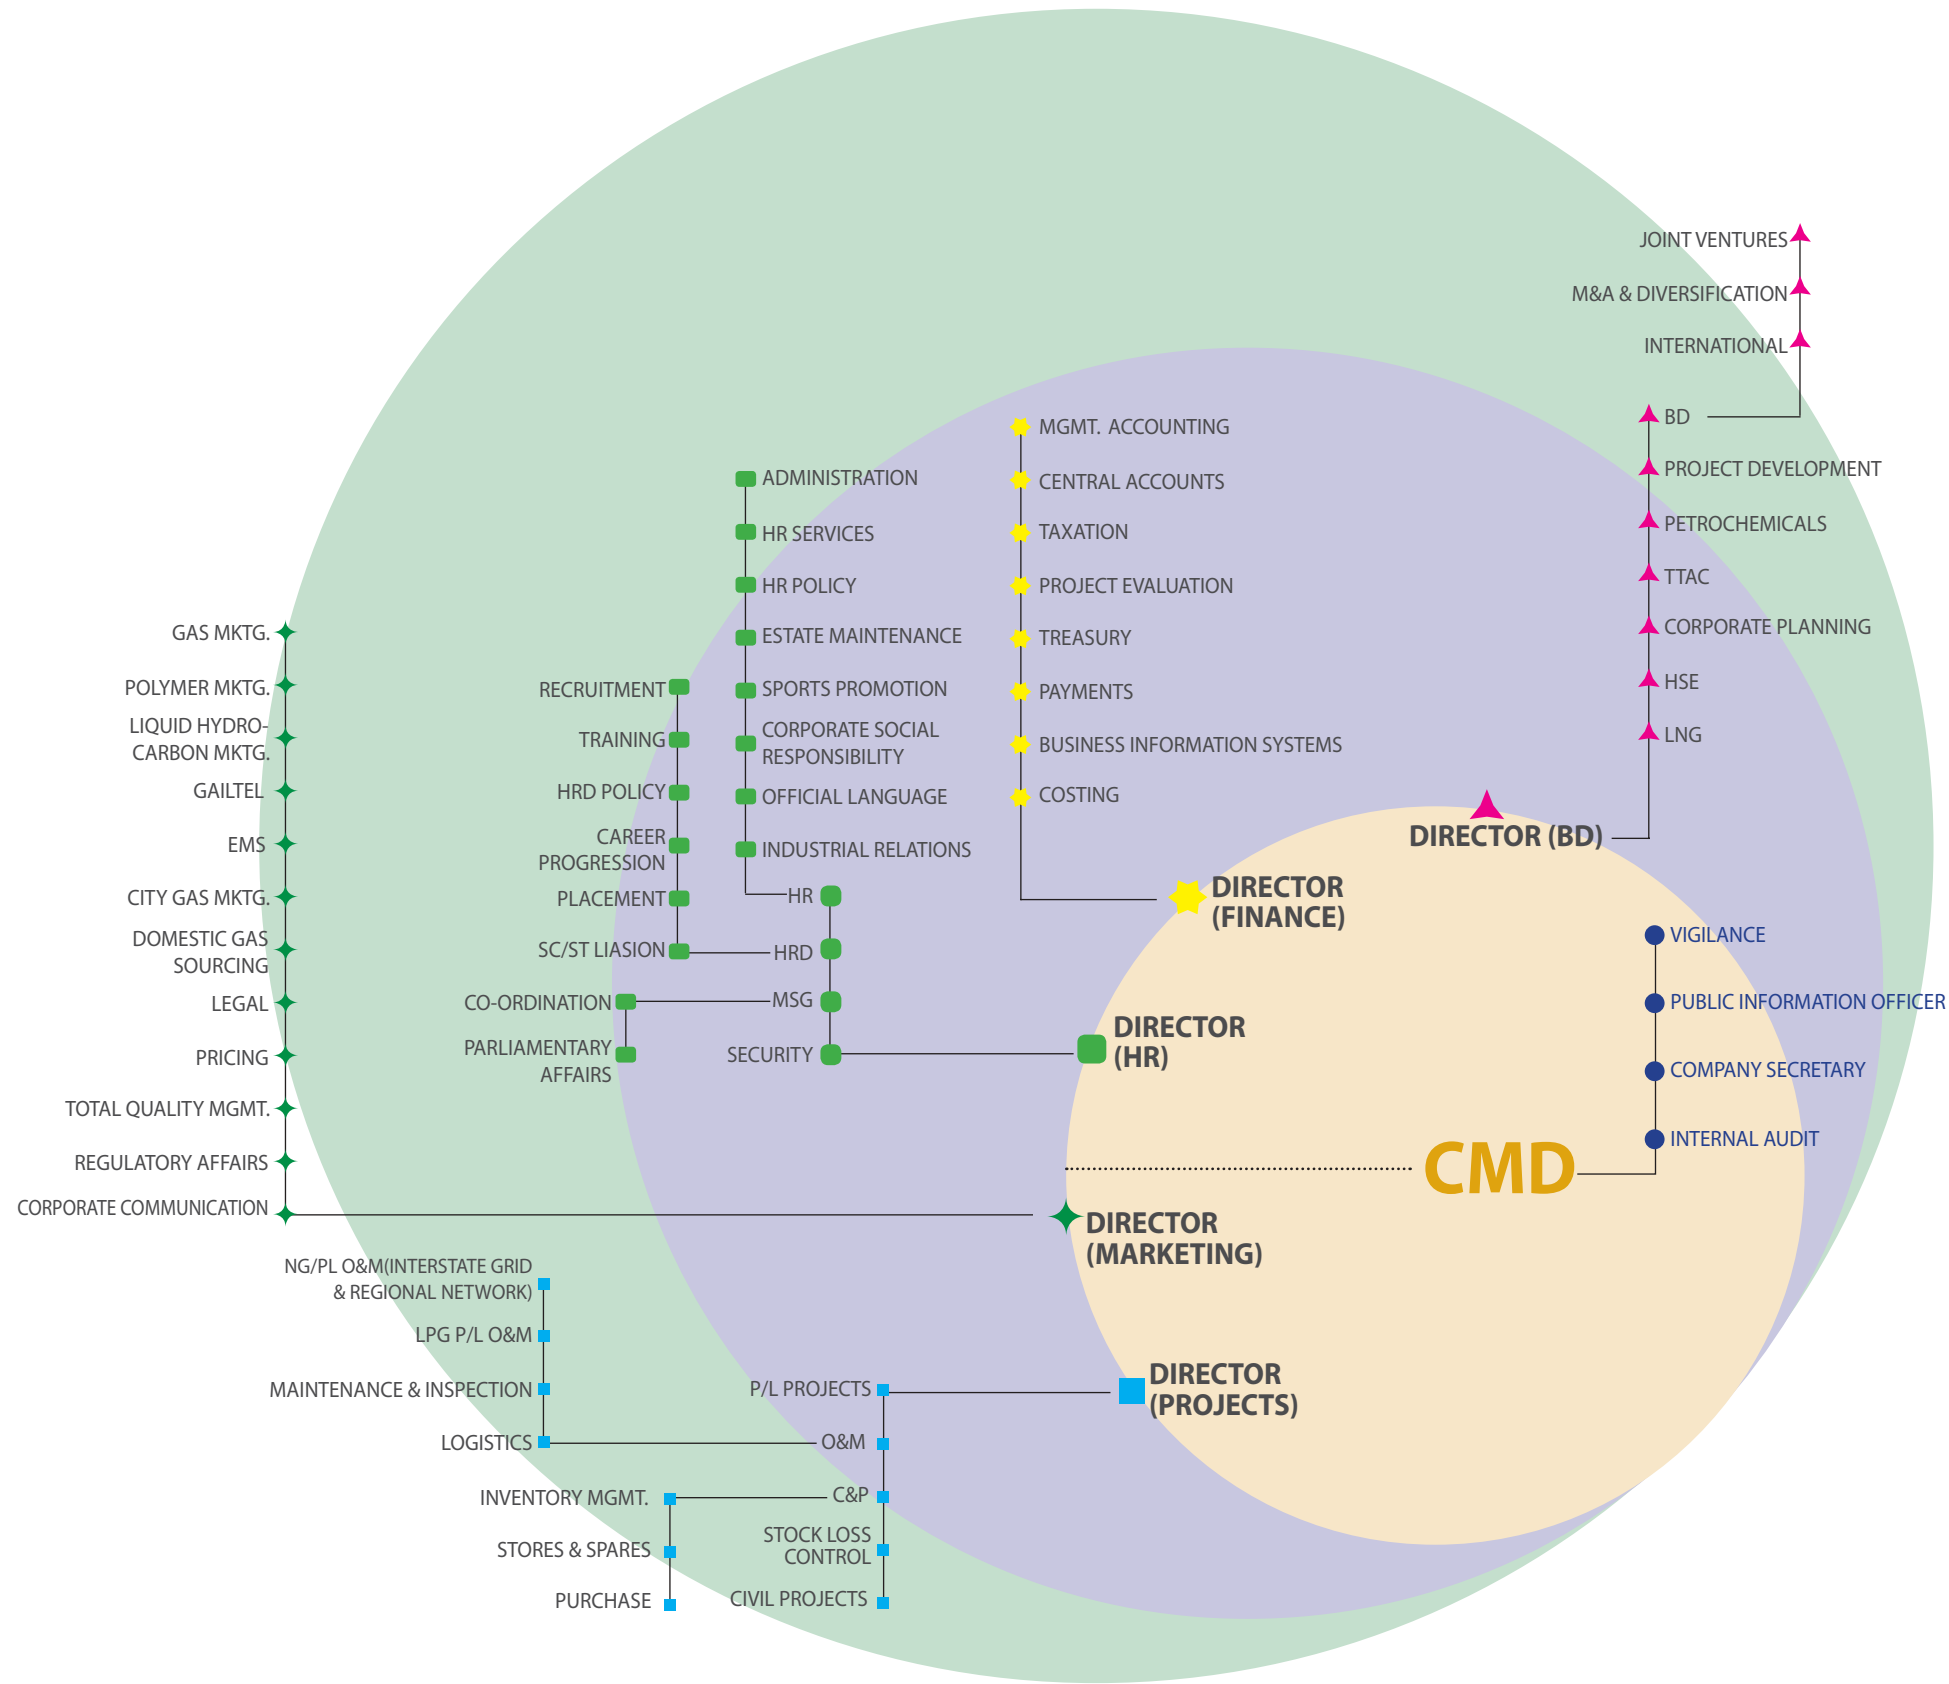 JOINT VENTURES
M&A & DIVERSIFICATION
INTERNATIONAL
BD
PROJECT DEVELOPMENT
PETROCHEMICALS
TTAC
CORPORATE PLANNING
HSE
LNG
DIRECTOR (BD)
MGMT. ACCOUNTING
CENTRAL ACCOUNTS
TAXATION
PROJECT EVALUATION
TREASURY
PAYMENTS
BUSINESS INFORMATION SYSTEMS
COSTING
DIRECTOR
(FINANCE)
ADMINISTRATION
HR SERVICES
HR POLICY
ESTATE MAINTENANCE
SPORTS PROMOTION
CORPORATE SOCIAL
RESPONSIBILITY
OFFICIAL LANGUAGE
INDUSTRIAL RELATIONS
HR
HRD
MSG
SECURITY
RECRUITMENT
TRAINING
HRD POLICY
CAREER
PROGRESSION
PLACEMENT
SC/ST LIASION
CO-ORDINATION
PARLIAMENTARY
AFFAIRS
DIRECTOR
(HR)
GAS MKTG.
POLYMER MKTG.
LIQUID HYDRO-
CARBON MKTG.
GAILTEL
EMS
CITY GAS MKTG.
DOMESTIC GAS
SOURCING
LEGAL
PRICING
TOTAL QUALITY MGMT.
REGULATORY AFFAIRS
CORPORATE COMMUNICATION
DIRECTOR
(MARKETING)
VIGILANCE
PUBLIC INFORMATION OFFICER
COMPANY SECRETARY
INTERNAL AUDIT
CMD
NG/PL O&M(INTERSTATE GRID
& REGIONAL NETWORK)
LPG P/L O&M
MAINTENANCE & INSPECTION
LOGISTICS
INVENTORY MGMT.
STORES & SPARES
PURCHASE
P/L PROJECTS
O&M
C&P
STOCK LOSS
CONTROL
CIVIL PROJECTS
DIRECTOR
(PROJECTS)